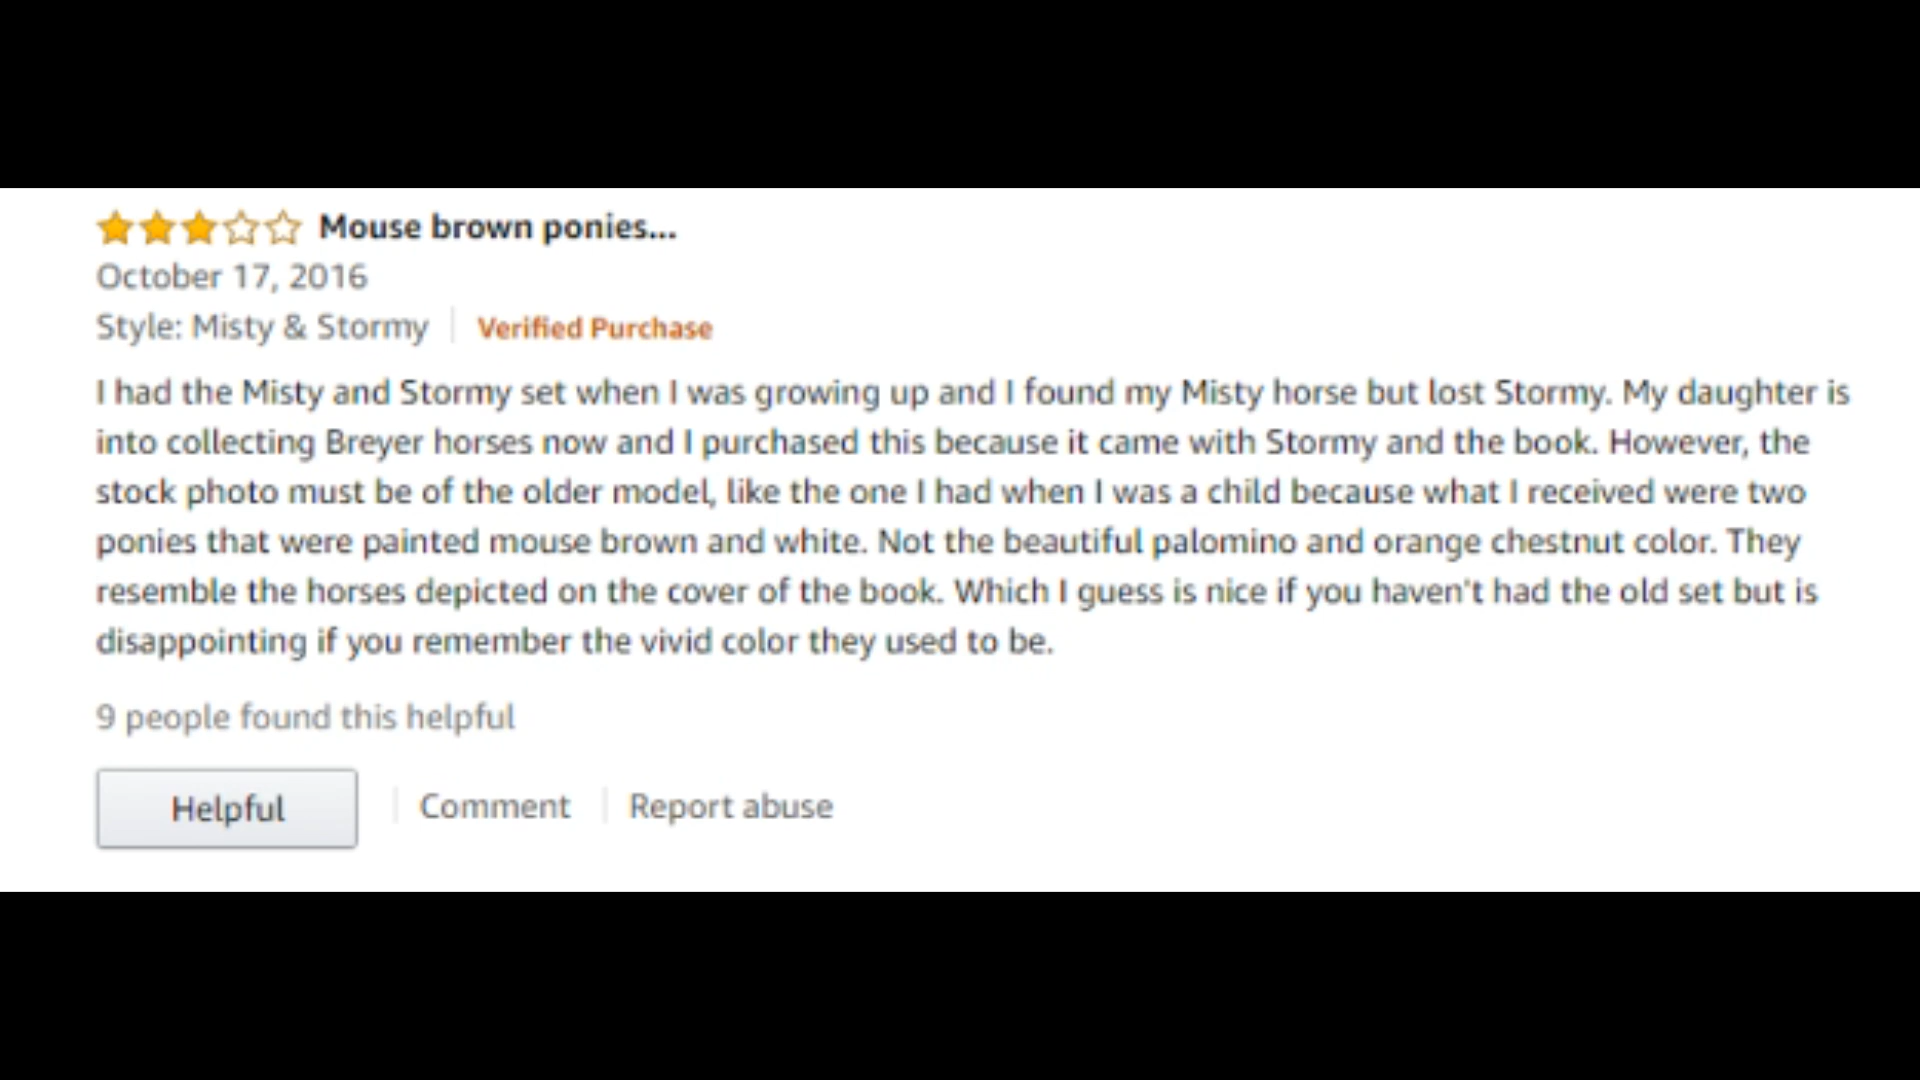 Mouse brown ponies...
October 17, 2016
Style: Misty & Stormy | Verified Purchase
I had the Misty and Stormy set when I was growing up and I found my Misty horse but lost Stormy. My daughter is
into collecting Breyer horses now and I purchased this because it came with Stormy and the book. However, the
stock photo must be of the older model, like the one I had when I was a child because what I received were two
ponies that were painted mouse brown and white. Not the beautiful palomino and orange chestnut color. They
resemble the horses depicted on the cover of the book. Which I guess is nice if you haven't had the old set but is
disappointing if you remember the vivid color they used to be.
9 people found this helpful
Helpful | Comment | Report abuse